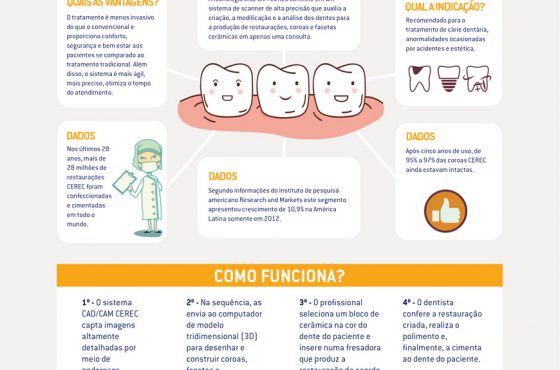 QUAIS AS VANTAGENS?
O tratamento é menos invasivo
do que o convencional e
proporciona conforto,
segurança e bem estar aos
pacientes se comparado ao
tratamento tradicional. Além
disso, o sistema é mais ágil,
mais preciso, otimiza o tempo
do atendimento.
sistema de scanner de alta precisão que auxilia a
criação, a modificação e a análise dos dentes para
a produção de restaurações, coroas e facetas
cerâmicas em apenas uma consulta.
QUAL A INDICAÇÃO?
Recomendado para o
tratamento de cárie dentária,
anormalidades ocasionadas
por acidentes e estética.
DADOS
Nos últimos 28
anos, mais de
28 milhões de
restaurações
CEREC foram
confeccionadas
e cimentadas
em todo o
mundo.
DADOS
Segundo informações do instituto de pesquisa
americano Research and Markets este segmento
apresentou crescimento de 10,9% na América
Latina somente em 2012.
DADOS
Após cinco anos de uso, de
95% a 97% das coroas CEREC
ainda estavam intactas.
COMO FUNCIONA?
1º - O sistema
CAD/CAM CEREC
capta imagens
altamente
detalhadas por
meio de
poderosos
2º - Na sequência, as
envia ao computador
de modelo
tridimensional (3D)
para desenhar e
construir coroas,
facetas e
3º - O profissional
seleciona um bloco de
cerâmica na cor do
dente do paciente e
insere numa fresadora
que produz a
restauração de acordo
4º - O dentista
confere a restauração
criada, realiza o
polimento e,
finalmente, a cimenta
ao dente do paciente.